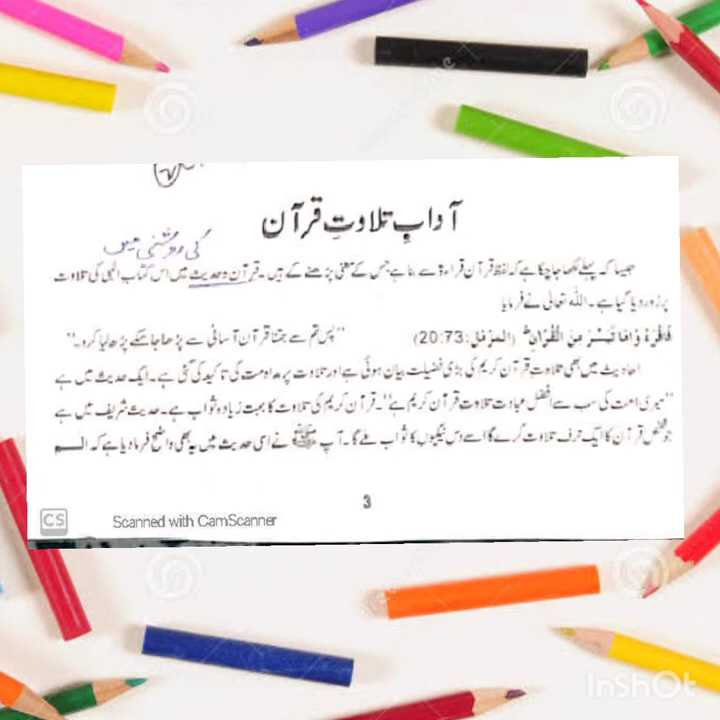 آدابِ تلاوتِ قرآن
کی روشنی میں
جیسا کہ پہلے لکھا جا چکا ہے کہ لفظ قرآن قراءۃ سے بنا ہے جس کے معنی پڑھنے کے ہیں۔ قرآن و حدیث میں اس کتاب الٰہی کی تلاوت
پر زور دیا گیا ہے۔ اللہ تعالیٰ نے فرمایا
فَاقْرَءُوْا مَا تَيَسَّرَ مِنَ الْقُرْاٰنِ ؕ (المزمل:20:73) ’’پس تم سے جتنا قرآن آسانی سے پڑھا جا سکے پڑھ لیا کرو۔‘‘
احادیث میں بھی تلاوتِ قرآن کریم کی بڑی فضیلت بیان ہوئی ہے اور تلاوت پر مداومت کی تاکید کی گئی ہے۔ ایک حدیث میں ہے
’’میری امت کی سب سے افضل عبادت تلاوت قرآن کریم ہے‘‘۔ قرآن کریم کی تلاوت کا بہت زیادہ ثواب ہے۔ حدیث شریف میں ہے
جو شخص قرآن کا ایک حرف تلاوت کرے گا اسے دس نیکیوں کا ثواب ملے گا۔ آپ ﷺ نے اسی حدیث میں یہ بھی واضح فرما دیا ہے کہ الــم
3
CS Scanned with CamScanner
InShOt